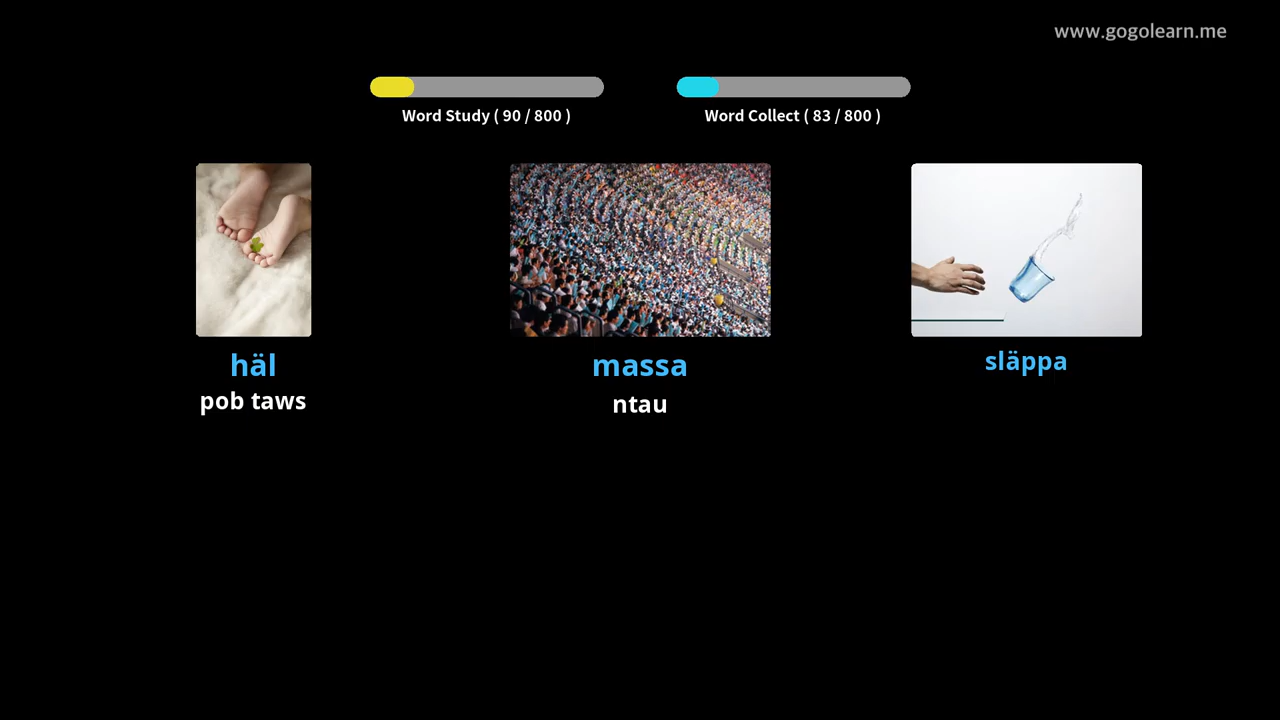 www.gogolearn.me
Word Study ( 90 / 800 )
Word Collect ( 83 / 800 )
häl
pob taws
massa
ntau
släppa